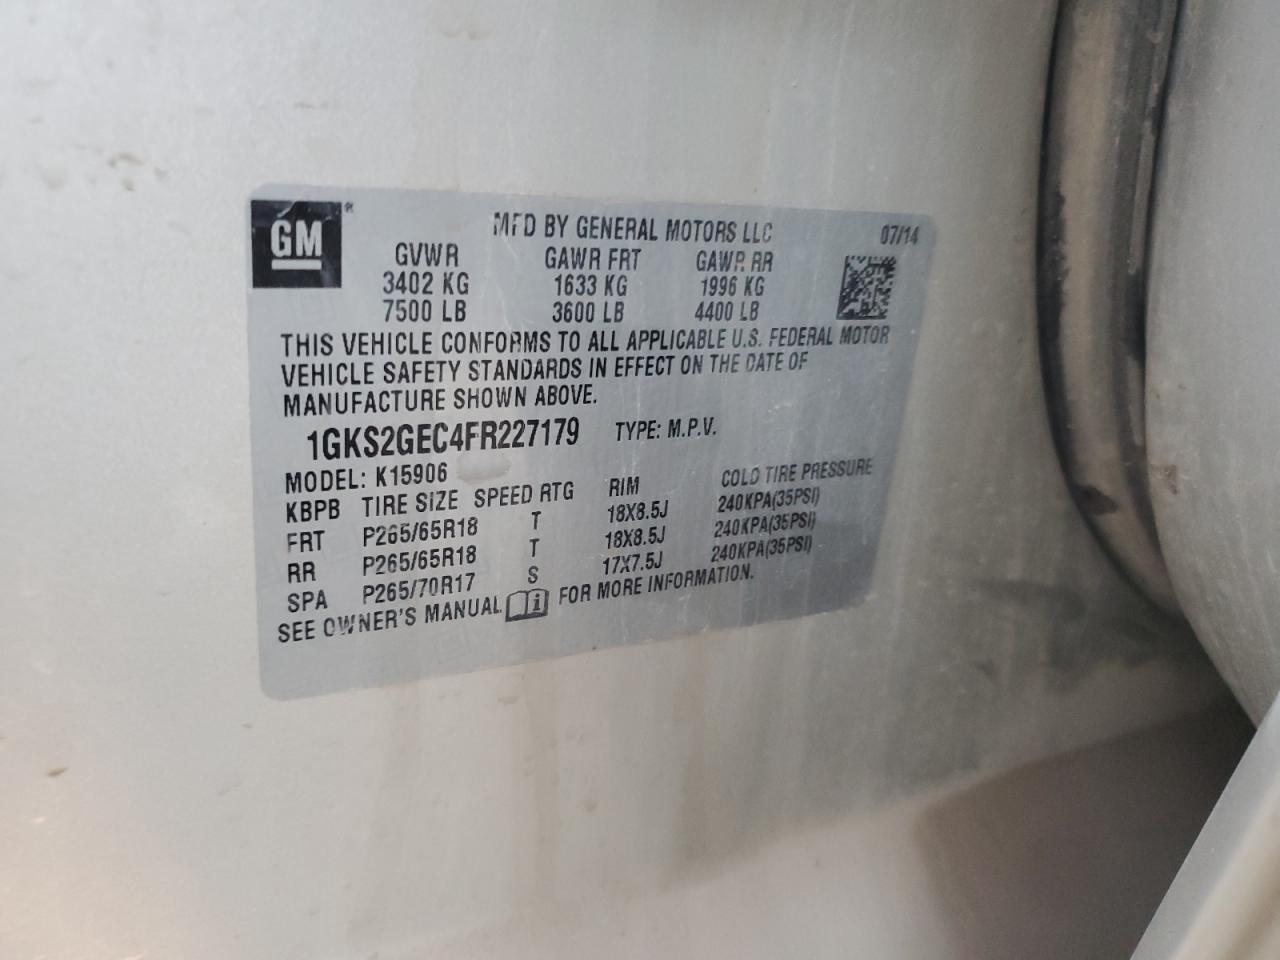 GM
MFD BY GENERAL MOTORS LLC 07/14
GVWR GAWR FRT GAWR RR
3402 KG 1633 KG 1996 KG
7500 LB 3600 LB 4400 LB
THIS VEHICLE CONFORMS TO ALL APPLICABLE U.S. FEDERAL MOTOR
VEHICLE SAFETY STANDARDS IN EFFECT ON THE DATE OF
MANUFACTURE SHOWN ABOVE.
1GKS2GEC4FR227179 TYPE: M.P.V.
MODEL: K15906
KBPB TIRE SIZE SPEED RTG RIM COLD TIRE PRESSURE
FRT P265/65R18 T 18X8.5J 240KPA(35PSI)
RR P265/65R18 T 18X8.5J 240KPA(35PSI)
SPA P265/70R17 S 17X7.5J 240KPA(35PSI)
SEE OWNER'S MANUAL i FOR MORE INFORMATION.